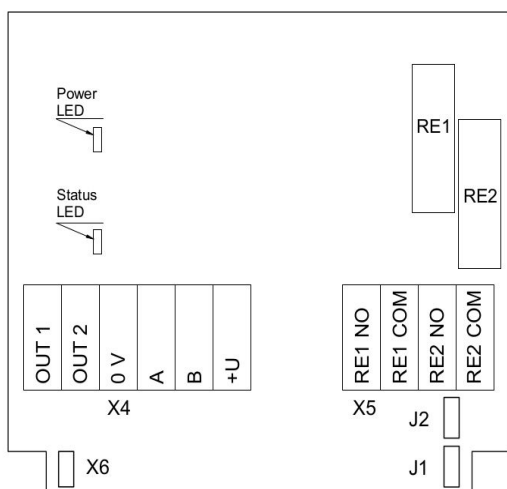 Power
LED
RE1
RE2
Status
LED
OUT 1
OUT 2
0 V
A
B
+U
RE1 NO
RE1 COM
RE2 NO
RE2 COM
X4
X5
J2
X6
J1